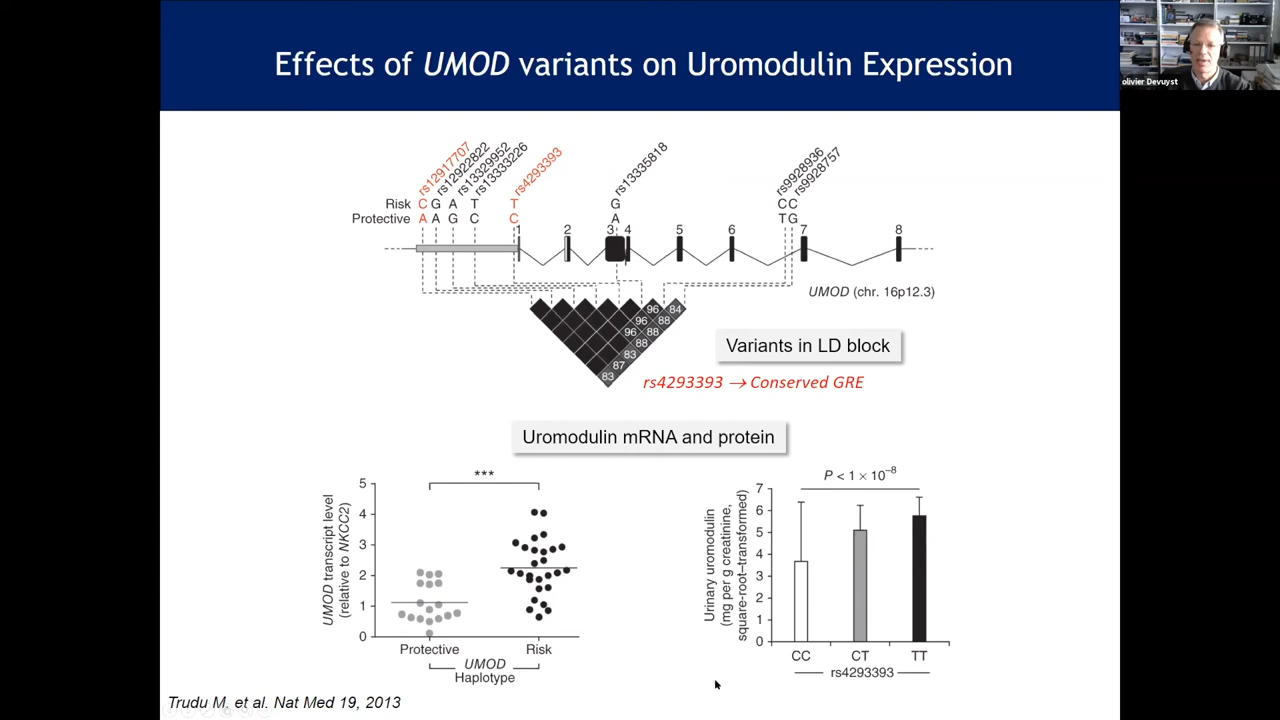 Effects of UMOD variants on Uromodulin Expression
olivier Devuyst
rs12917707
rs12922822
rs13329952
rs13333226
rs4293393
rs13335818
rs9928936
rs9928757
Risk C G A T T G C C
Protective A A G C C A T G
1 2 3 4 5 6 7 8
UMOD (chr. 16p12.3)
96 84
96 88
96 88
88
83
87
83
Variants in LD block
rs4293393 → Conserved GRE
Uromodulin mRNA and protein
***
UMOD transcript level
(relative to NKCC2)
5
4
3
2
1
0
Protective Risk
UMOD
Haplotype
P < 1 × 10⁻⁸
Urinary uromodulin
(mg per g creatinine,
square-root–transformed)
7
6
5
4
3
2
1
0
CC CT TT
rs4293393
Trudu M. et al. Nat Med 19, 2013